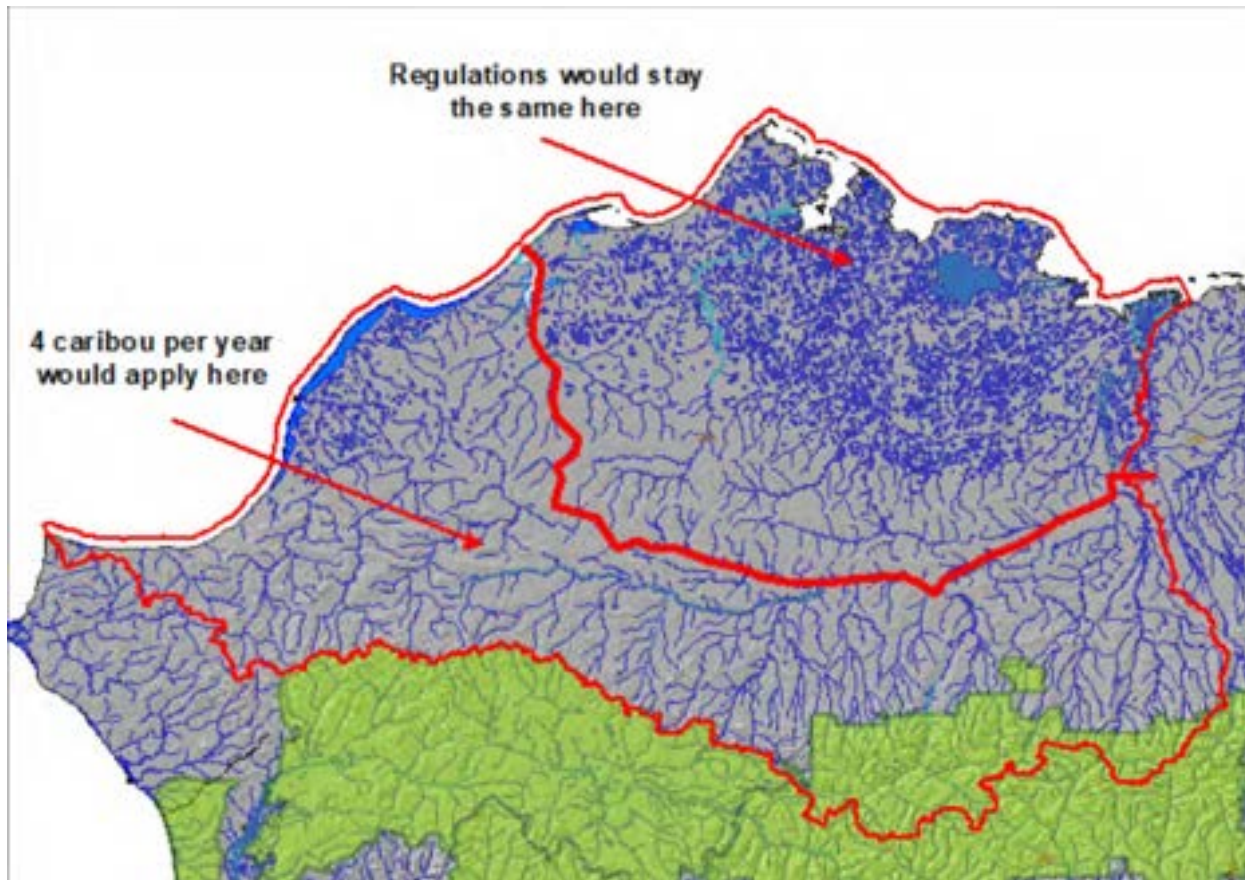 Regulations would stay
the same here
4 caribou per year
would apply here